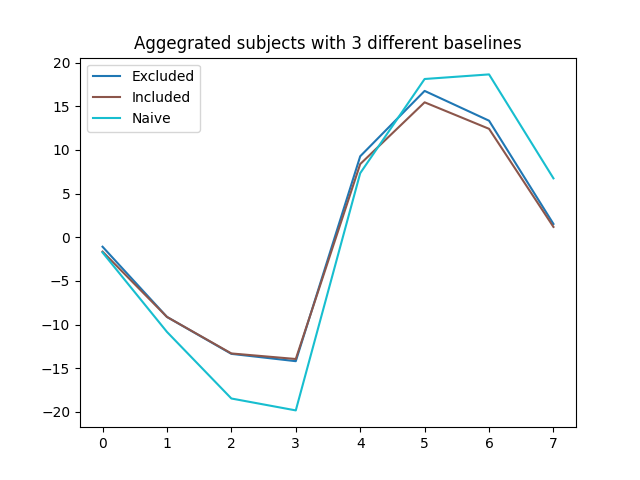 Aggegrated subjects with 3 different baselines
Excluded
Included
Naive
20
15
10
5
0
−5
−10
−15
−20
0 1 2 3 4 5 6 7